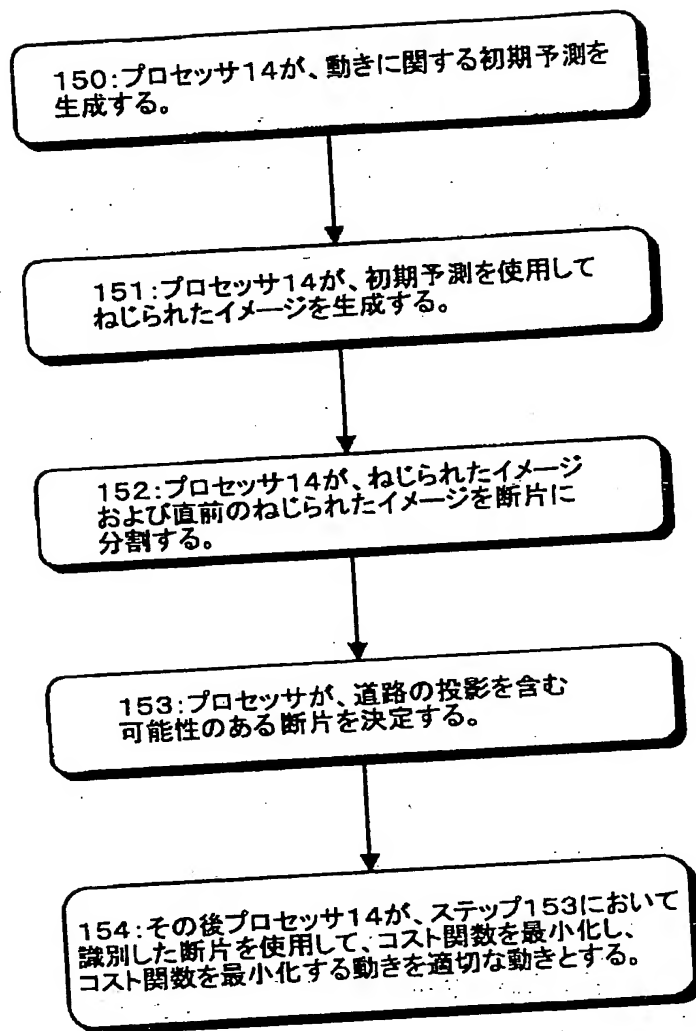 150:プロセッサ14が、動きに関する初期予測を
生成する。
151:プロセッサ14が、初期予測を使用して
ねじられたイメージを生成する。
152:プロセッサ14が、ねじられたイメージ
および直前のねじられたイメージを断片に
分割する。
153:プロセッサが、道路の投影を含む
可能性のある断片を決定する。
154:その後プロセッサ14が、ステップ153において
識別した断片を使用して、コスト関数を最小化し、
コスト関数を最小化する動きを適切な動きとする。